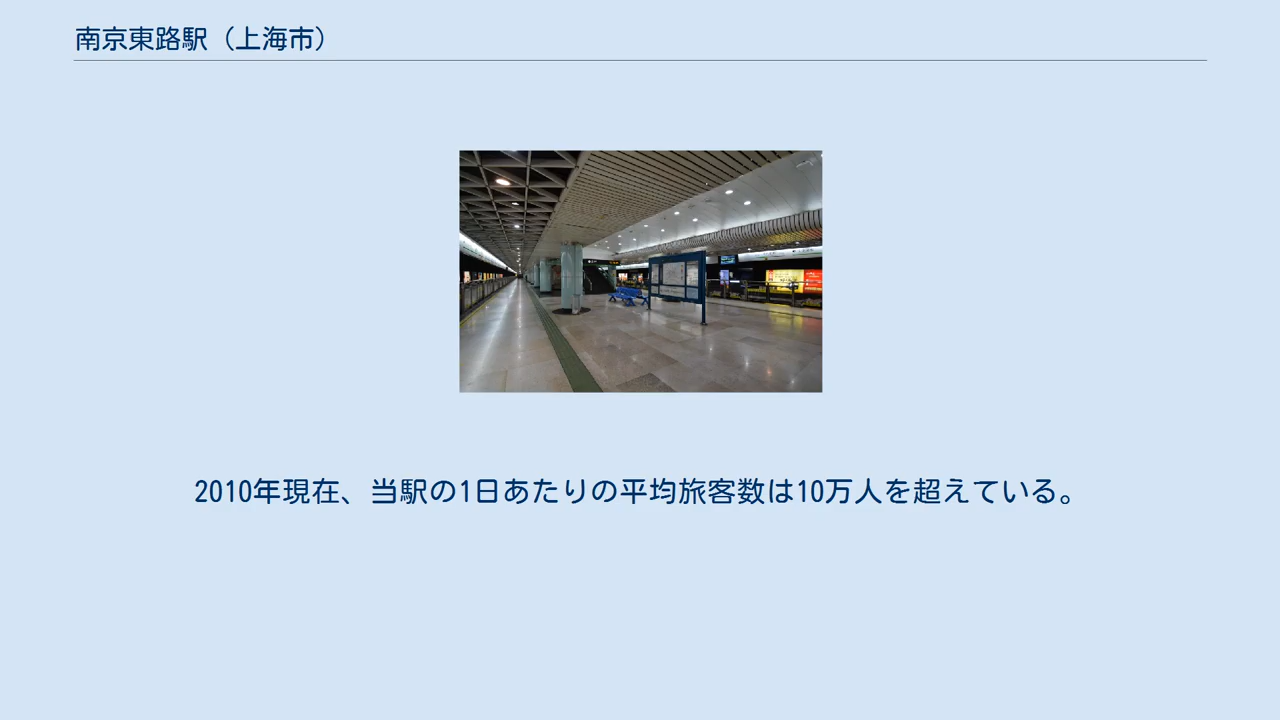 南京東路駅（上海市）
2010年現在、当駅の1日あたりの平均旅客数は10万人を超えている。